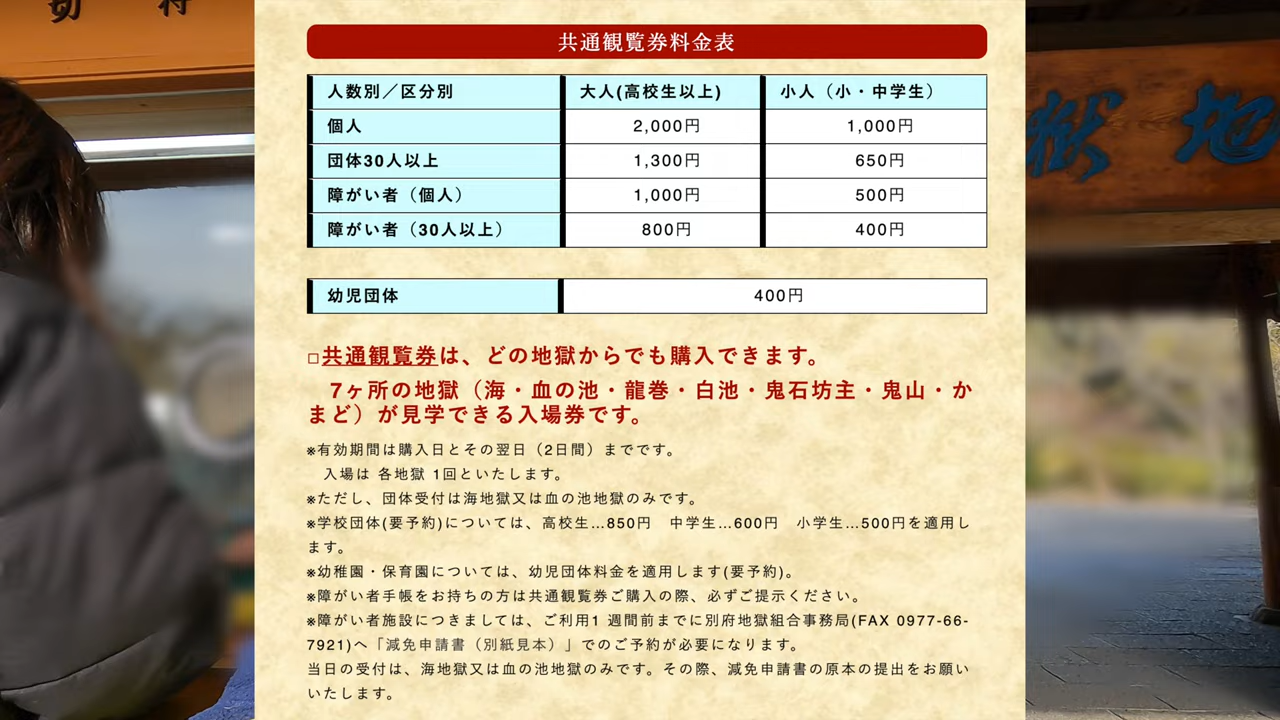 切 符
獄 地
共通観覧券料金表
人数別／区分別 大人(高校生以上) 小人（小・中学生）
個人 2,000円 1,000円
団体30人以上 1,300円 650円
障がい者（個人） 1,000円 500円
障がい者（30人以上） 800円 400円
幼児団体 400円
□共通観覧券は、どの地獄からでも購入できます。
7ヶ所の地獄（海・血の池・龍巻・白池・鬼石坊主・鬼山・か
まど）が見学できる入場券です。
※有効期間は購入日とその翌日（2日間）までです。
入場は 各地獄 1回といたします。
※ただし、団体受付は海地獄又は血の池地獄のみです。
※学校団体(要予約)については、高校生…850円　中学生…600円　小学生…500円を適用し
ます。
※幼稚園・保育園については、幼児団体料金を適用します(要予約)。
※障がい者手帳をお持ちの方は共通観覧券ご購入の際、必ずご提示ください。
※障がい者施設につきましては、ご利用1 週間前までに別府地獄組合事務局(FAX 0977-66-
7921)へ「減免申請書（別紙見本）」でのご予約が必要になります。
当日の受付は、海地獄又は血の池地獄のみです。その際、減免申請書の原本の提出をお願い
いたします。